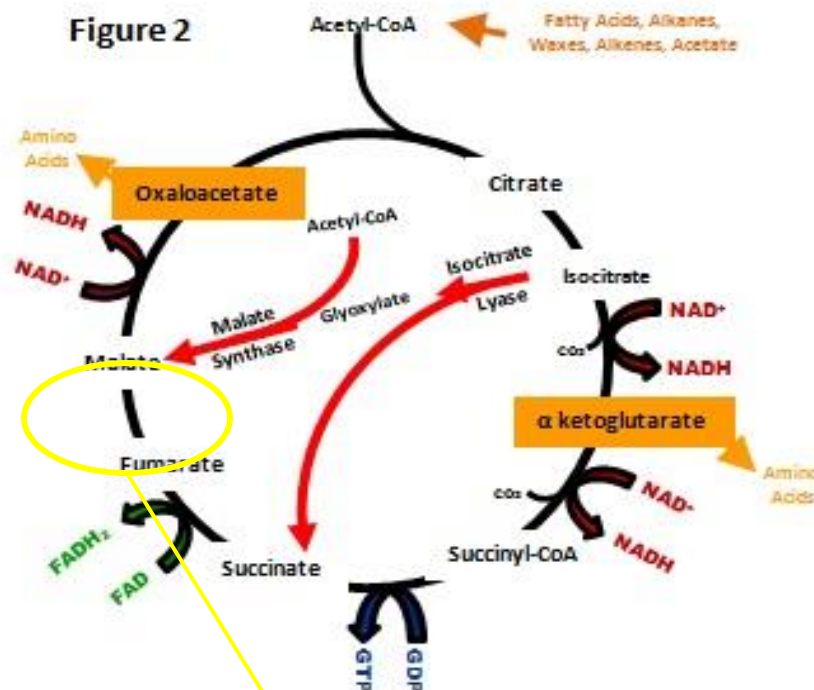 Figure 2
Acetyl-CoA
Fatty Acids, Alkanes,
Waxes, Alkenes, Acetate
Amino
Acids
Oxaloacetate
Citrate
NADH
NAD⁺
Acetyl-CoA
Isocitrate
Lyase
Isocitrate
Malate
Synthase
Glyoxylate
CO₂
NAD⁺
NADH
Malate
α ketoglutarate
Amino
Acids
Fumarate
CO₂
NAD⁺
NADH
FADH₂
FAD
Succinate
Succinyl-CoA
GTP
GDP